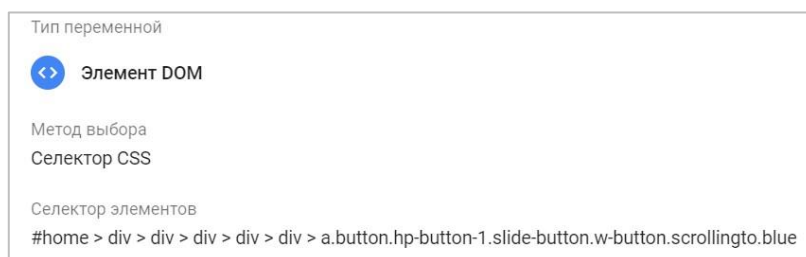 Тип переменной
Элемент DOM
Метод выбора
Селектор CSS
Селектор элементов
#home > div > div > div > div > div > a.button.hp-button-1.slide-button.w-button.scrollingto.blue